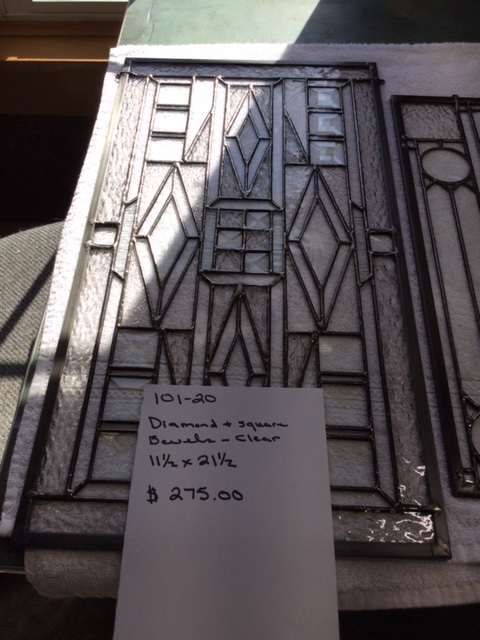 101-20
Diamond + square
Bevels - Clear
11½ x 21½
$ 275.00